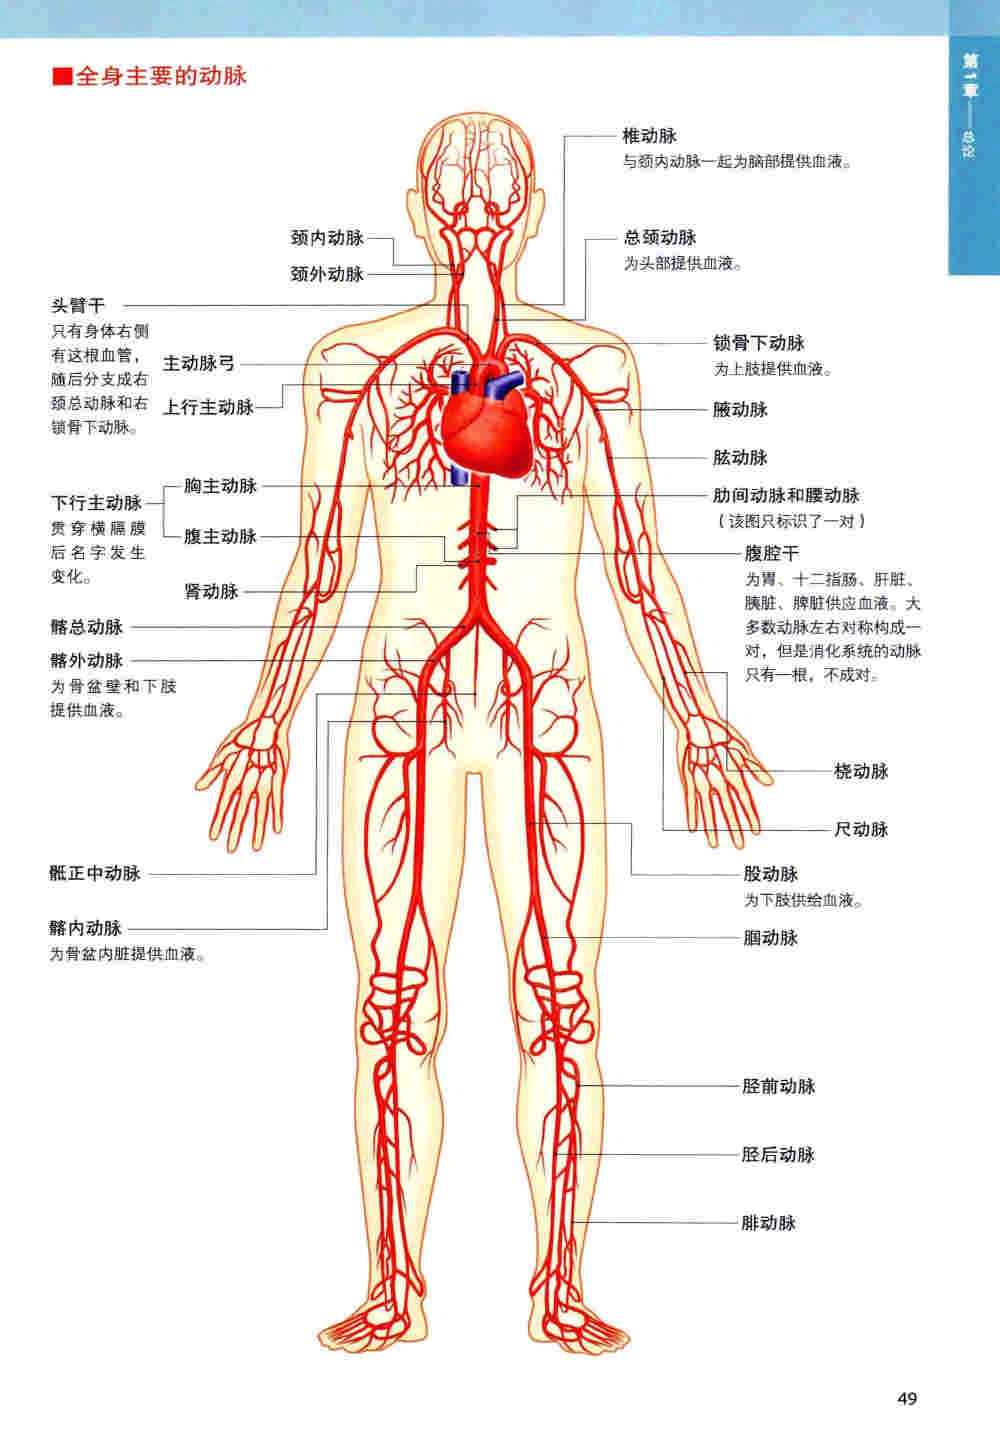 第1章——总论
■全身主要的动脉
椎动脉
与颈内动脉一起为脑部提供血液。
颈内动脉
总颈动脉
为头部提供血液。
颈外动脉
头臂干
只有身体右侧
有这根血管，
随后分支成右
颈总动脉和右
锁骨下动脉。
主动脉弓
上行主动脉
锁骨下动脉
为上肢提供血液。
腋动脉
肱动脉
下行主动脉
贯穿横膈膜
后名字发生
变化。
胸主动脉
腹主动脉
肾动脉
肋间动脉和腰动脉
（该图只标识了一对）
腹腔干
为胃、十二指肠、肝脏、
胰脏、脾脏供应血液。大
多数动脉左右对称构成一
对，但是消化系统的动脉
只有一根，不成对。
髂总动脉
髂外动脉
为骨盆壁和下肢
提供血液。
桡动脉
尺动脉
骶正中动脉
髂内动脉
为骨盆内脏提供血液。
股动脉
为下肢供给血液。
腘动脉
胫前动脉
胫后动脉
腓动脉
49